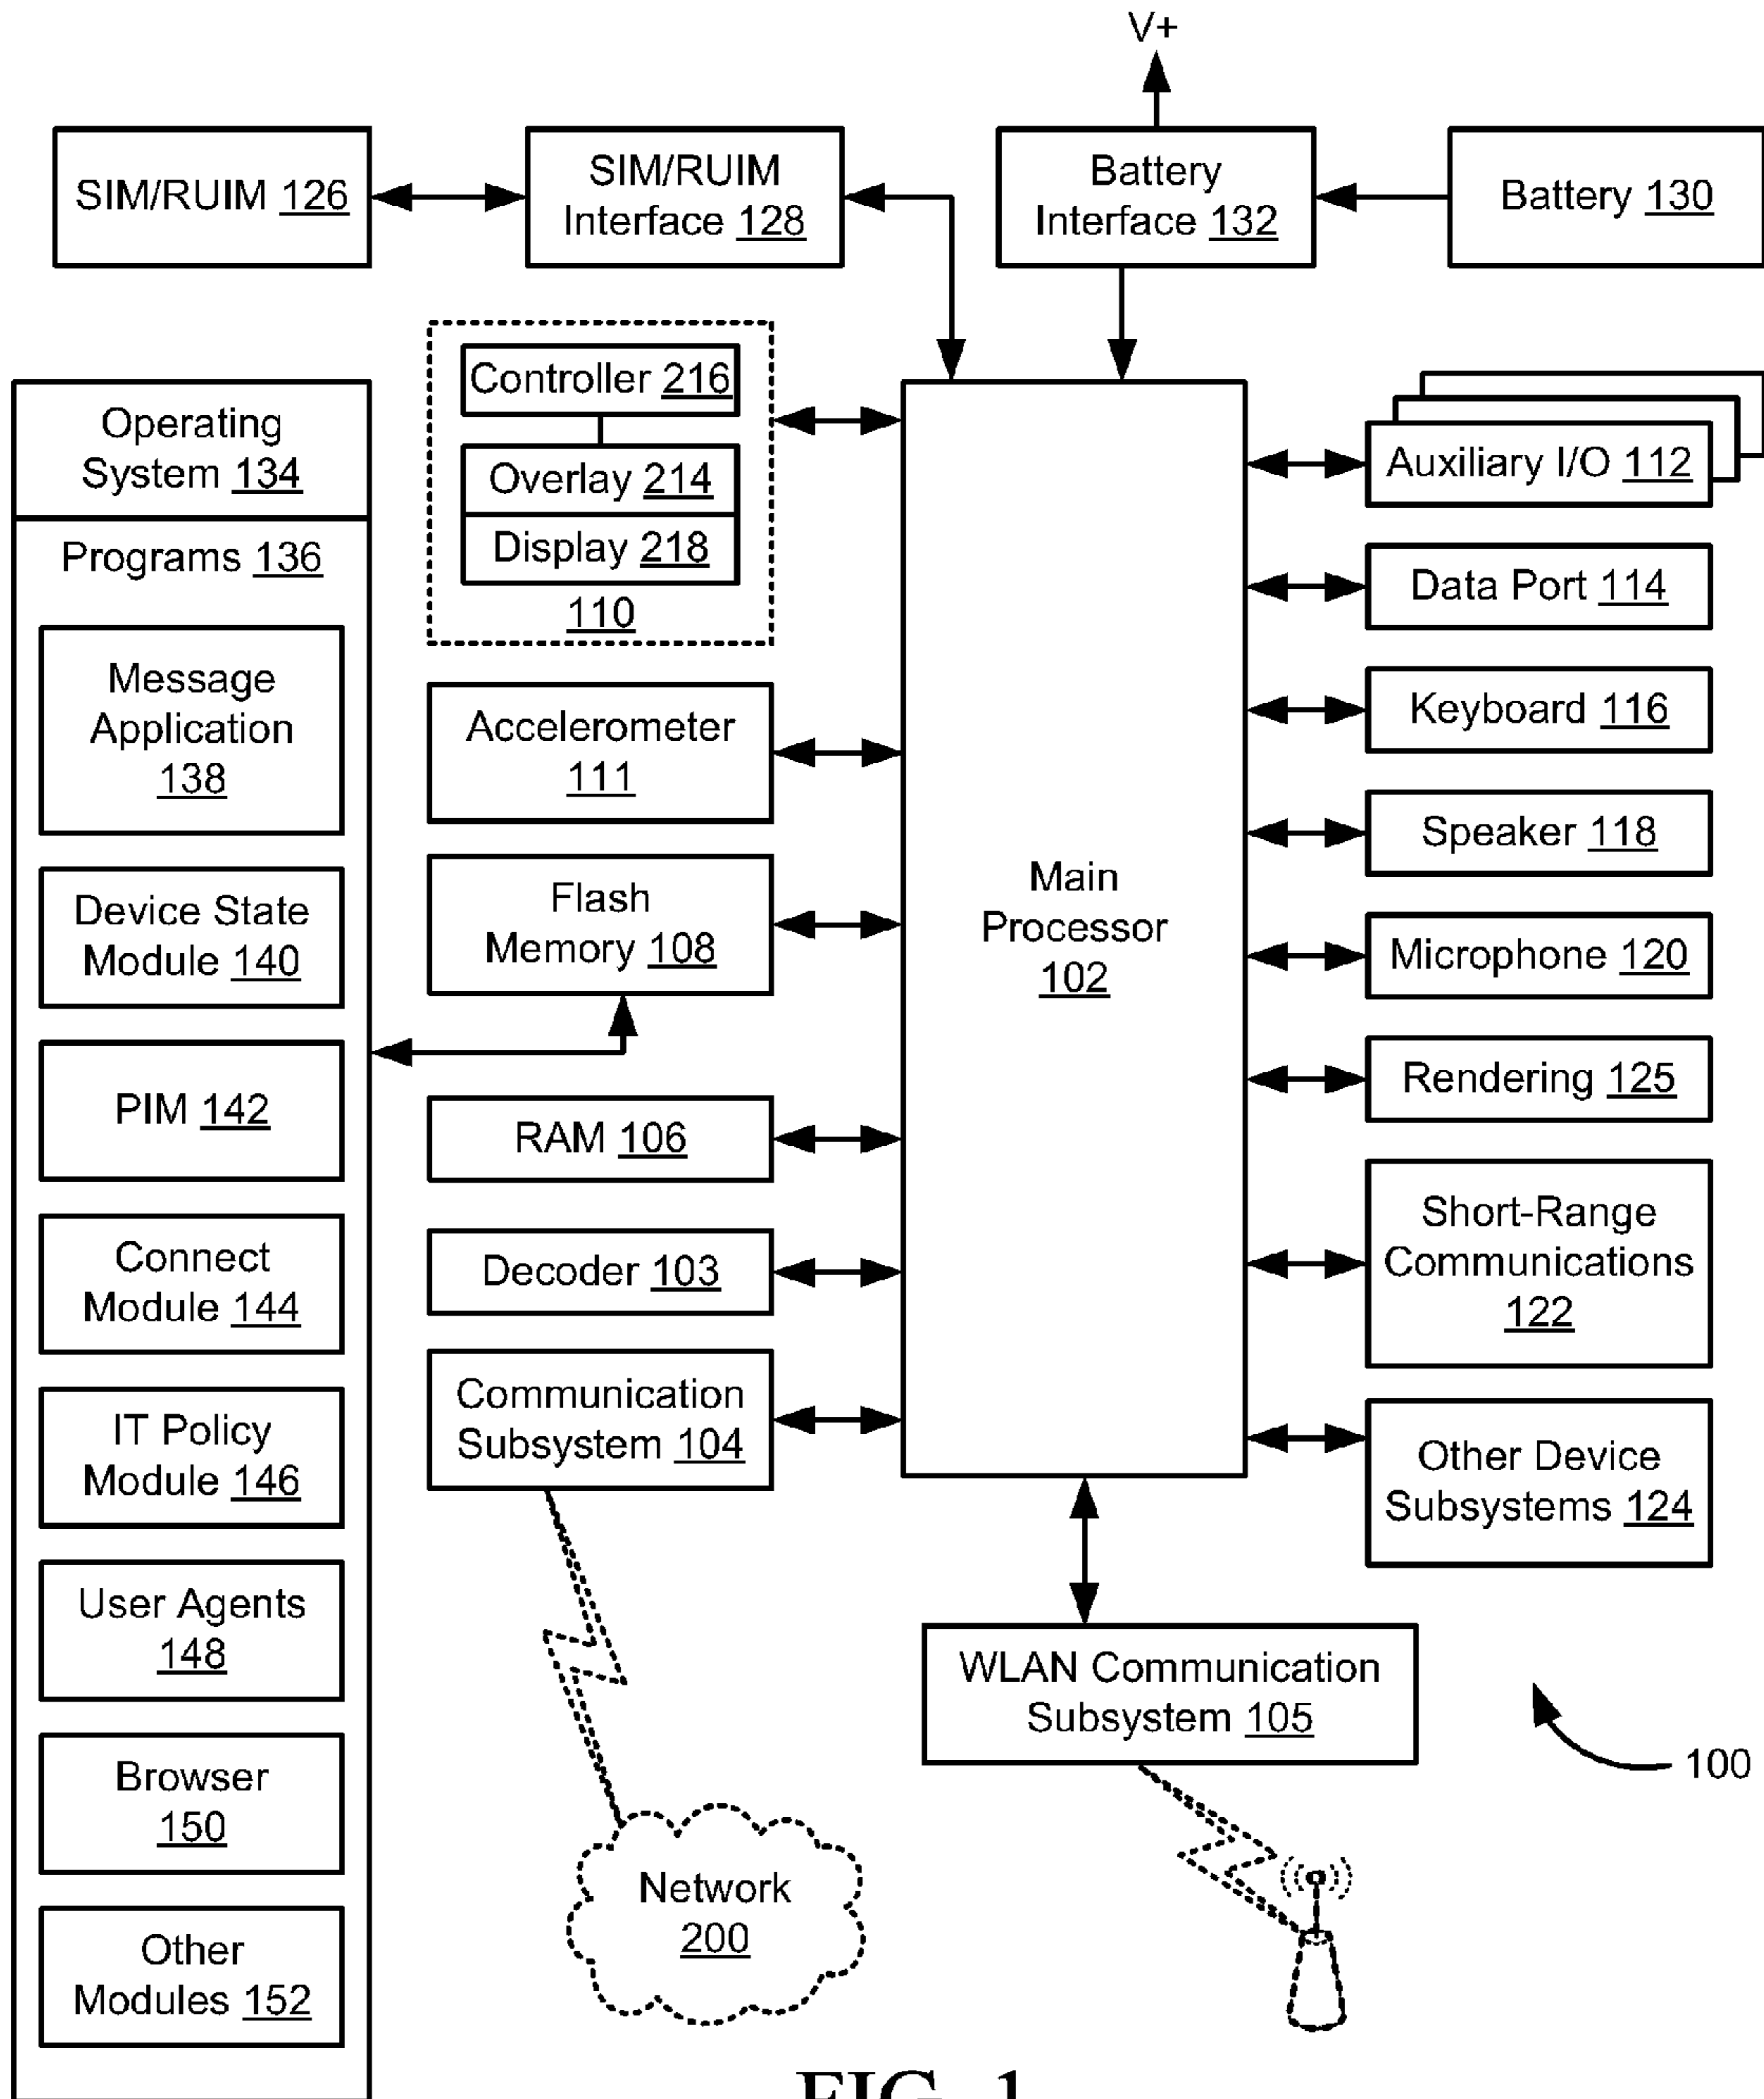 V+
SIM/RUIM 126
SIM/RUIM
Interface 128
Battery
Interface 132
Battery 130
Operating
System 134
Programs 136
Message
Application
138
Device State
Module 140
PIM 142
Connect
Module 144
IT Policy
Module 146
User Agents
148
Browser
150
Other
Modules 152
Controller 216
Overlay 214
Display 218
110
Accelerometer
111
Flash
Memory 108
RAM 106
Decoder 103
Communication
Subsystem 104
Main
Processor
102
Auxiliary I/O 112
Data Port 114
Keyboard 116
Speaker 118
Microphone 120
Rendering 125
Short-Range
Communications
122
Other Device
Subsystems 124
WLAN Communication
Subsystem 105
100
Network
200
FIG. 1